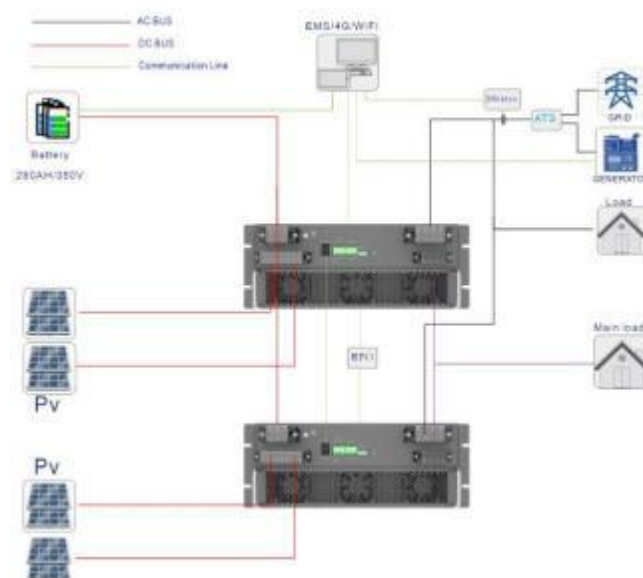 AC BUS
DC BUS
Communication Line
EMS/4G/WIFI
Battery
280AH/380V
ATS
GRID
GENERATO
Load
Main load
Pv
Pv